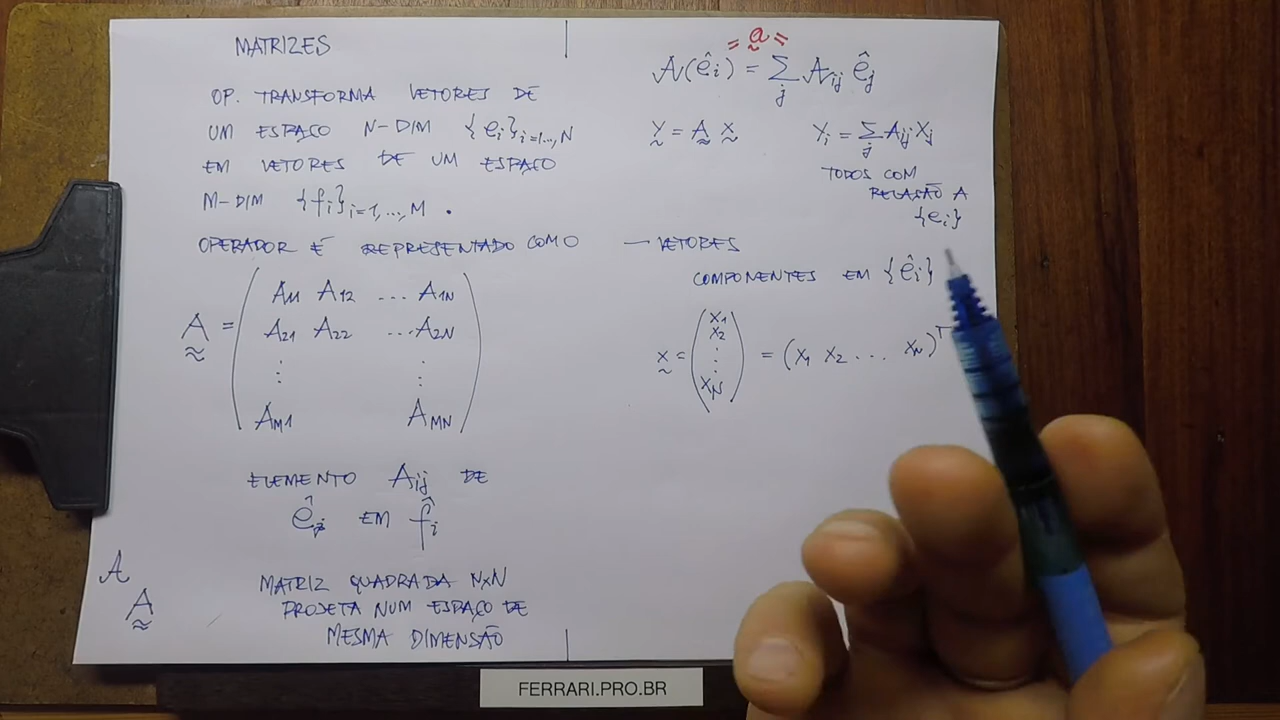 MATRIZES
OP. TRANSFORMA VETORES DE
UM ESPAÇO N-DIM {eᵢ}ᵢ₌₁,...,N
EM VETORES DE UM ESPAÇO
M-DIM {fᵢ}ᵢ₌₁,...,M .
OPERADOR É REPRESENTADO COMO
A = ( A11 A12 ... A1N
A21 A22 ... A2N
⋮ ⋮
AM1 AMN )
ELEMENTO Aij DE
êj EM f̂i
MATRIZ QUADRADA NxN
PROJETA NUM ESPAÇO DE
MESMA DIMENSÃO
A
A
= a =
A(êi) = Σj Aij êj
y = A x Yi = Σj Aij Xj
TODOS COM
RELASÃO A
{ei}
— VETORES
COMPONENTES EM {êi}
x = ( x1 x2 ⋮ xN ) = (x1 x2 ... xN)ᵀ
FERRARI.PRO.BR